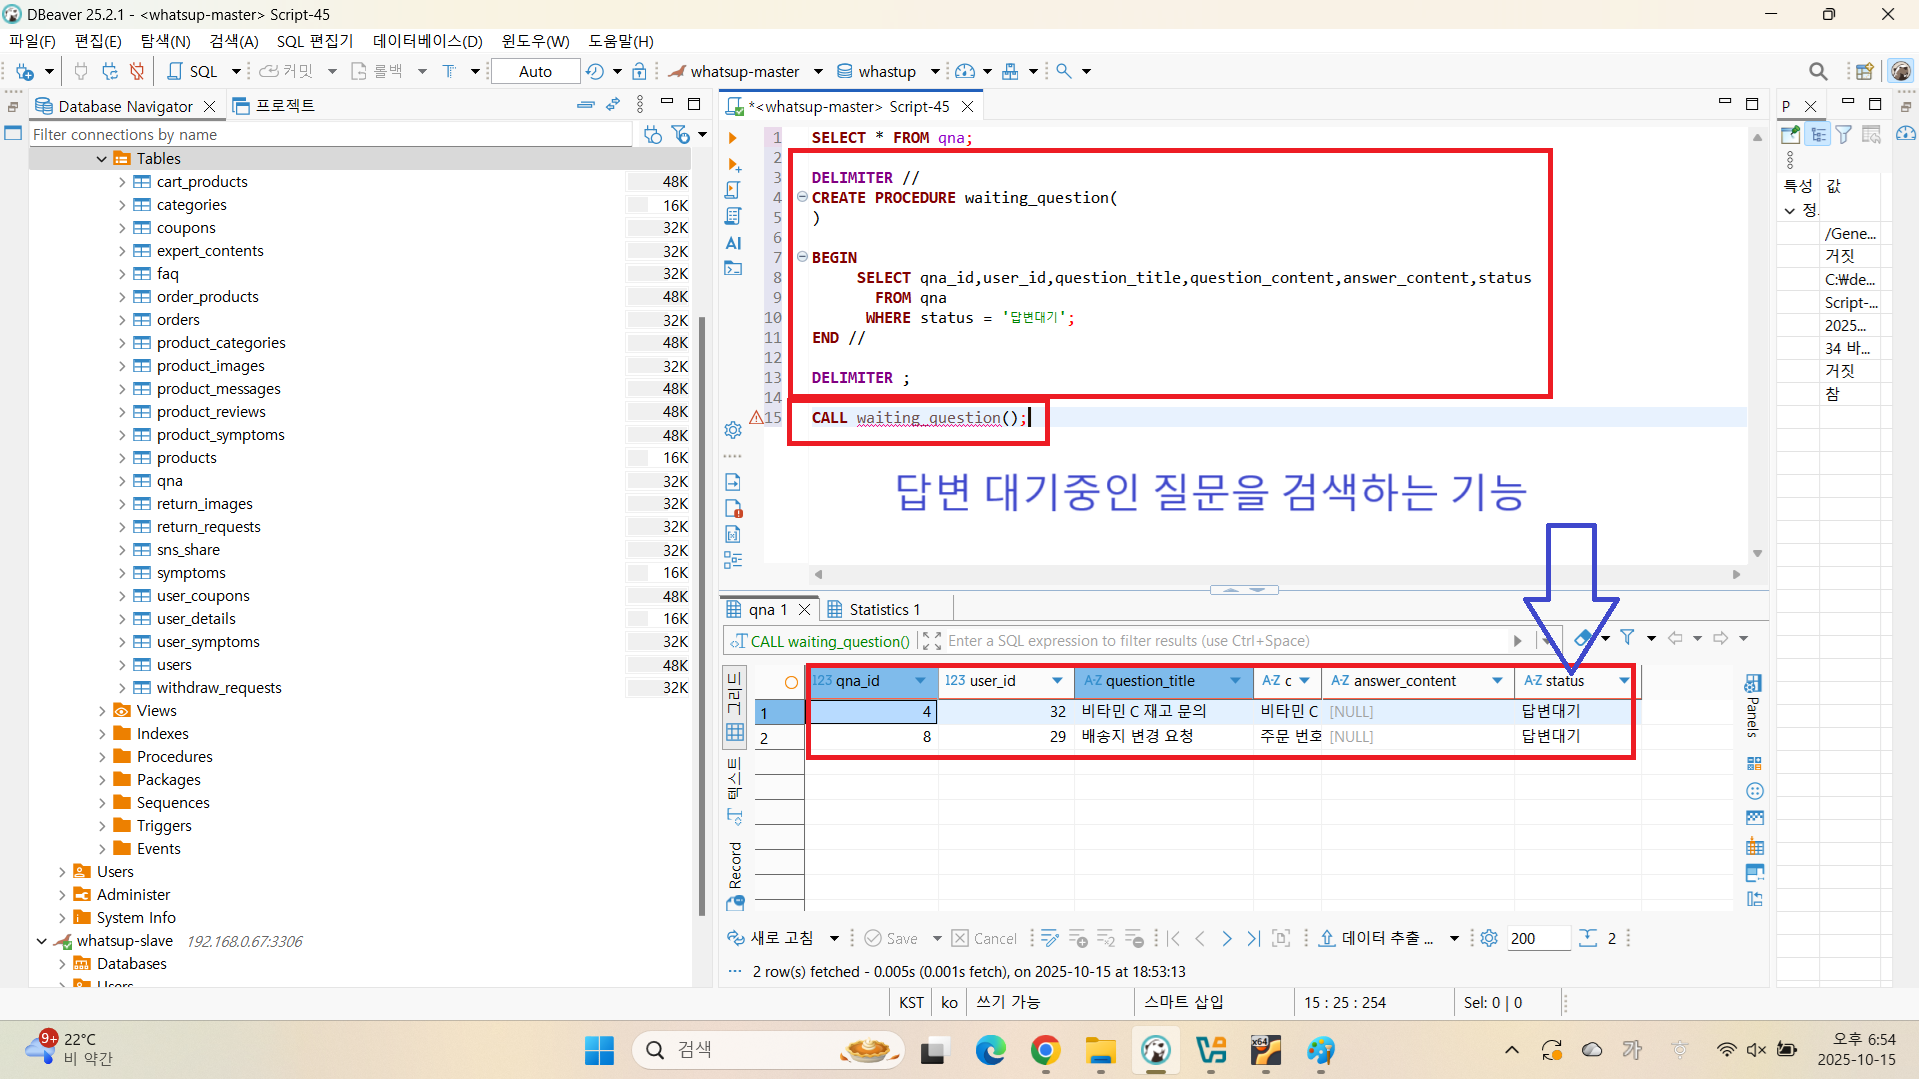 DBeaver 25.2.1 - <whatsup-master> Script-45
파일(F) 편집(E) 탐색(N) 검색(A) SQL 편집기 데이터베이스(D) 윈도우(W) 도움말(H)
SQL 커밋 롤백 Auto whatsup-master whastup
Database Navigator 프로젝트
Filter connections by name
Tables
cart_products 48K
categories 16K
coupons 32K
expert_contents 32K
faq 32K
order_products 48K
orders 32K
product_categories 48K
product_images 32K
product_messages 48K
product_reviews 48K
product_symptoms 48K
products 16K
qna 32K
return_images 32K
return_requests 32K
sns_share 32K
symptoms 16K
user_coupons 48K
user_details 16K
user_symptoms 32K
users 48K
withdraw_requests 32K
Views
Indexes
Procedures
Packages
Sequences
Triggers
Events
Users
Administer
System Info
whatsup-slave 192.168.0.67:3306
Databases
Users
*<whatsup-master> Script-45
AI
1 SELECT * FROM qna;
2
3 DELIMITER //
4 CREATE PROCEDURE waiting_question(
5 )
6
7 BEGIN
8 SELECT qna_id,user_id,question_title,question_content,answer_content,status
9 FROM qna
10 WHERE status = '답변대기';
11 END //
12
13 DELIMITER ;
14
15 CALL waiting_question();
답변 대기중인 질문을 검색하는 기능
qna 1 Statistics 1
CALL waiting_question() Enter a SQL expression to filter results (use Ctrl+Space)
그리드
텍스트
Record
123 qna_id 123 user_id A-Z question_title A-Z c A-Z answer_content A-Z status
1 4 32 비타민 C 재고 문의 비타민 C [NULL] 답변대기
2 8 29 배송지 변경 요청 주문 번호 [NULL] 답변대기
Panels
새로 고침 Save Cancel 데이터 추출 ... 200 2
2 row(s) fetched - 0.005s (0.001s fetch), on 2025-10-15 at 18:53:13
P
특성 값
정.
/Gene...
거짓
C:₩de...
Script-...
2025...
34 바...
거짓
참
KST ko 쓰기 가능 스마트 삽입 15 : 25 : 254 Sel: 0 | 0
9+ 22°C
비 약간
검색
x64
가
오후 6:54
2025-10-15